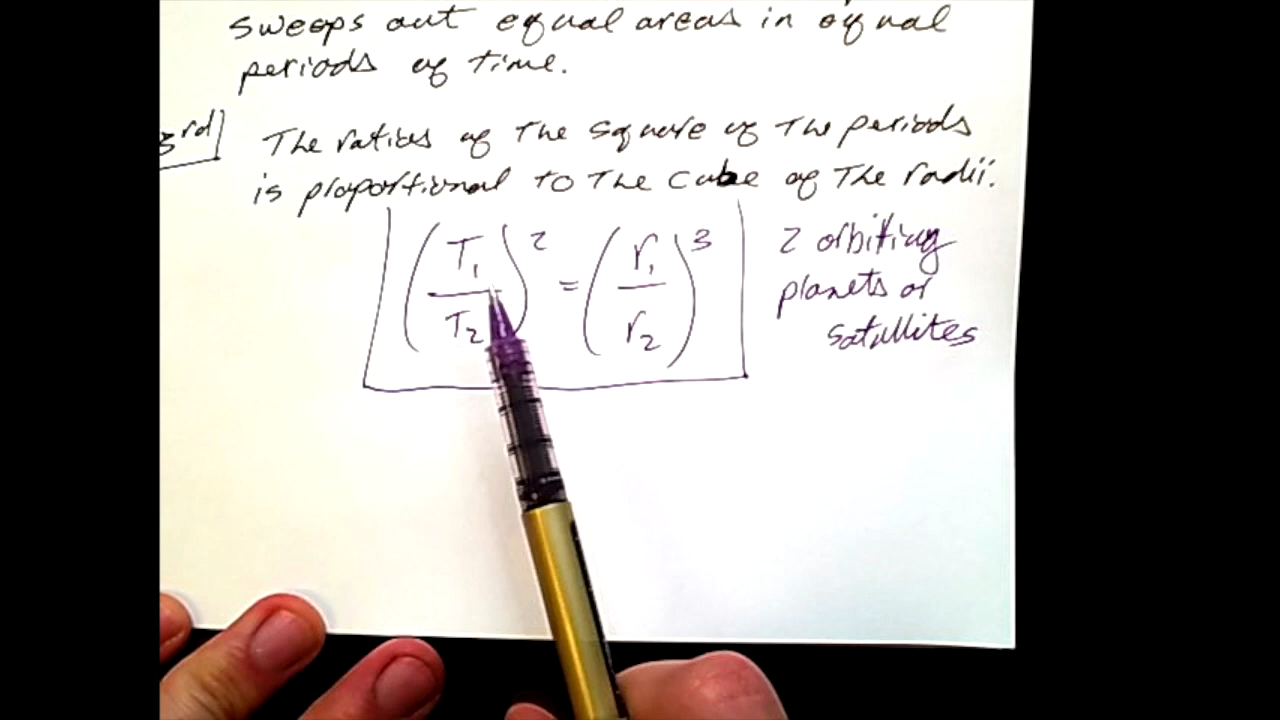 sweeps out equal areas in equal
periods of time.
3rd
The ratios of the square of the periods
is proportional to the cube of the radii.
(T₁/T₂)² = (r₁/r₂)³
2 orbiting
planets or
satallites